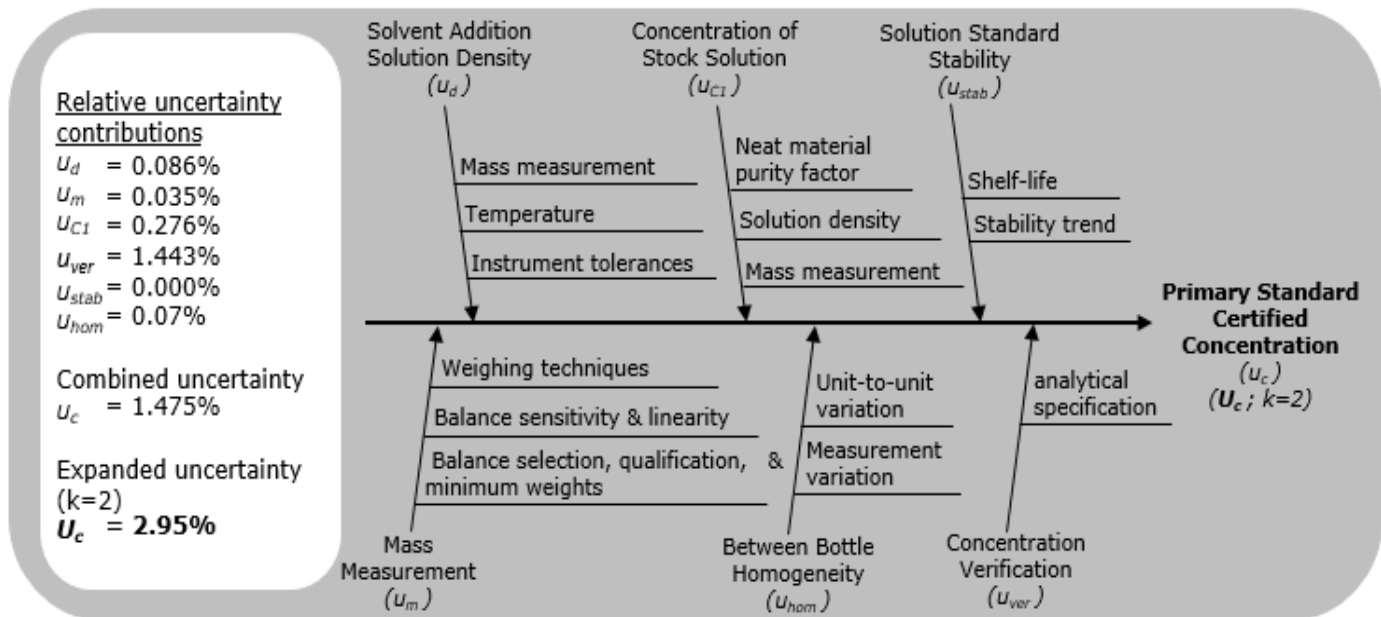 Relative uncertainty
contributions
u_d = 0.086%
u_m = 0.035%
u_C1 = 0.276%
u_ver = 1.443%
u_stab = 0.000%
u_hom = 0.07%
Combined uncertainty
u_c = 1.475%
Expanded uncertainty
(k=2)
U_c = 2.95%
Solvent Addition
Solution Density
(u_d)
Mass measurement
Temperature
Instrument tolerances
Concentration of
Stock Solution
(u_C1)
Neat material
purity factor
Solution density
Mass measurement
Solution Standard
Stability
(u_stab)
Shelf-life
Stability trend
Primary Standard
Certified
Concentration
(u_c)
(U_c; k=2)
Weighing techniques
Balance sensitivity & linearity
Balance selection, qualification, &
minimum weights
Mass
Measurement
(u_m)
Unit-to-unit
variation
Measurement
variation
Between Bottle
Homogeneity
(u_hom)
analytical
specification
Concentration
Verification
(u_ver)